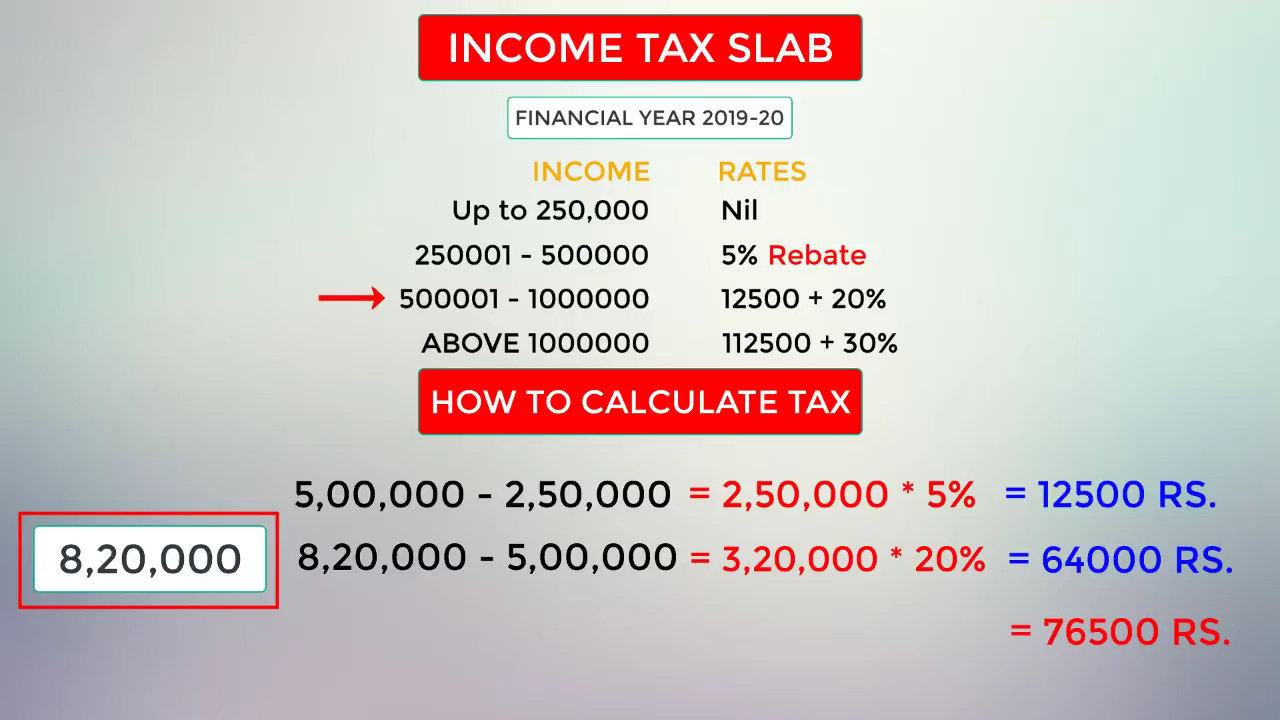 INCOME TAX SLAB
FINANCIAL YEAR 2019-20
INCOME RATES
Up to 250,000 Nil
250001 - 500000 5% Rebate
500001 - 1000000 12500 + 20%
ABOVE 1000000 112500 + 30%
HOW TO CALCULATE TAX
5,00,000 - 2,50,000 = 2,50,000 * 5% = 12500 RS.
8,20,000 8,20,000 - 5,00,000 = 3,20,000 * 20% = 64000 RS.
= 76500 RS.